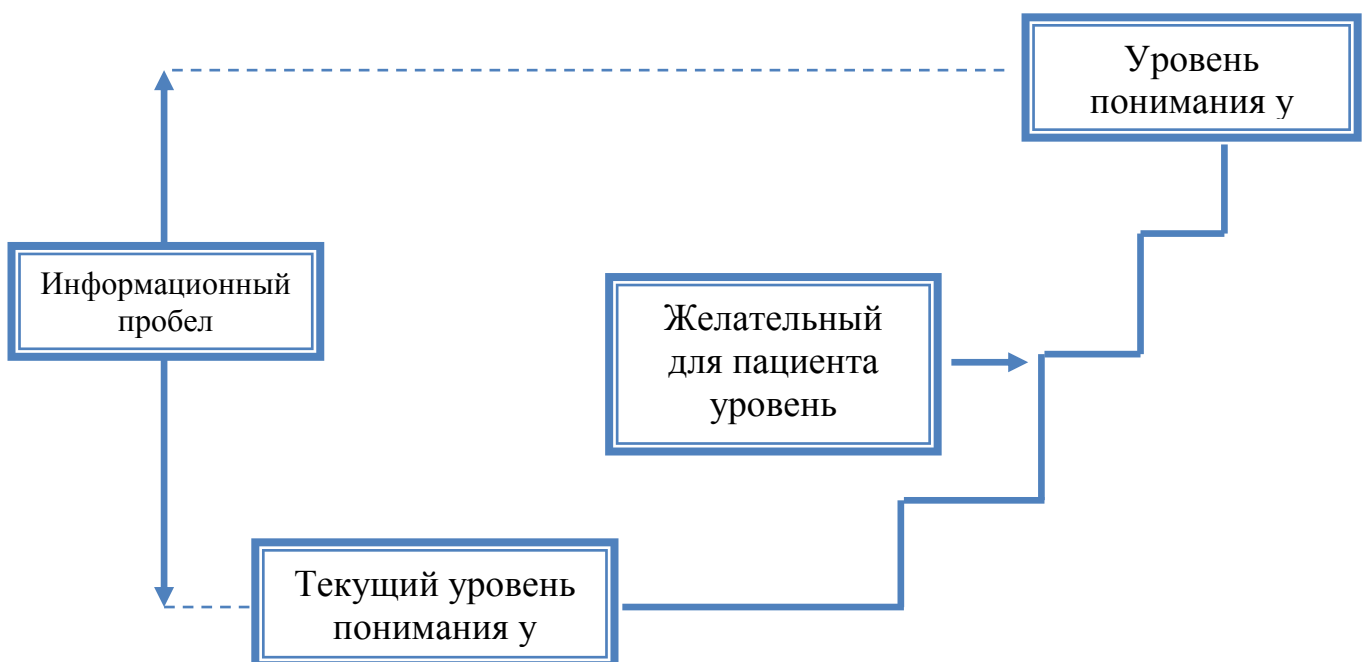 Уровень
понимания у
Информационный
пробел
Желательный
для пациента
уровень
Текущий уровень
понимания у